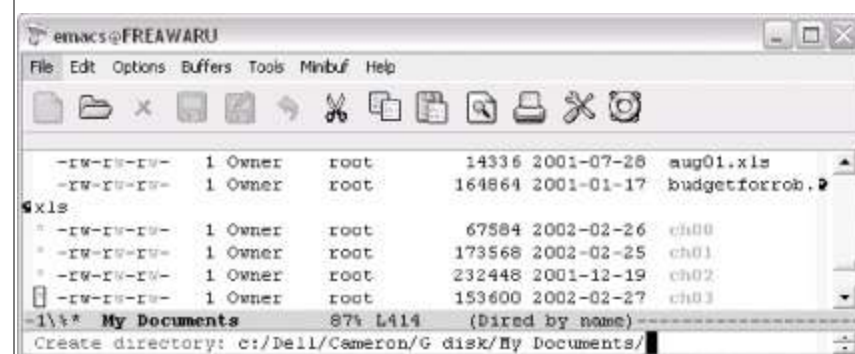 emacs@FREAWARU
File Edit Options Buffers Tools Minibuf Help
-rw-rw-rw- 1 Owner root 14336 2001-07-28 aug01.xls
-rw-rw-rw- 1 Owner root 164864 2001-01-17 budgetforrob.
xls
* -rw-rw-rw- 1 Owner root 67584 2002-02-26 ch00
* -rw-rw-rw- 1 Owner root 173568 2002-02-25 ch01
* -rw-rw-rw- 1 Owner root 232448 2001-12-19 ch02
-rw-rw-rw- 1 Owner root 153600 2002-02-27 ch03
-1\%* My Documents 87% L414 (Dired by name)--------------------
Create directory: c:/Dell/Cameron/G disk/My Documents/